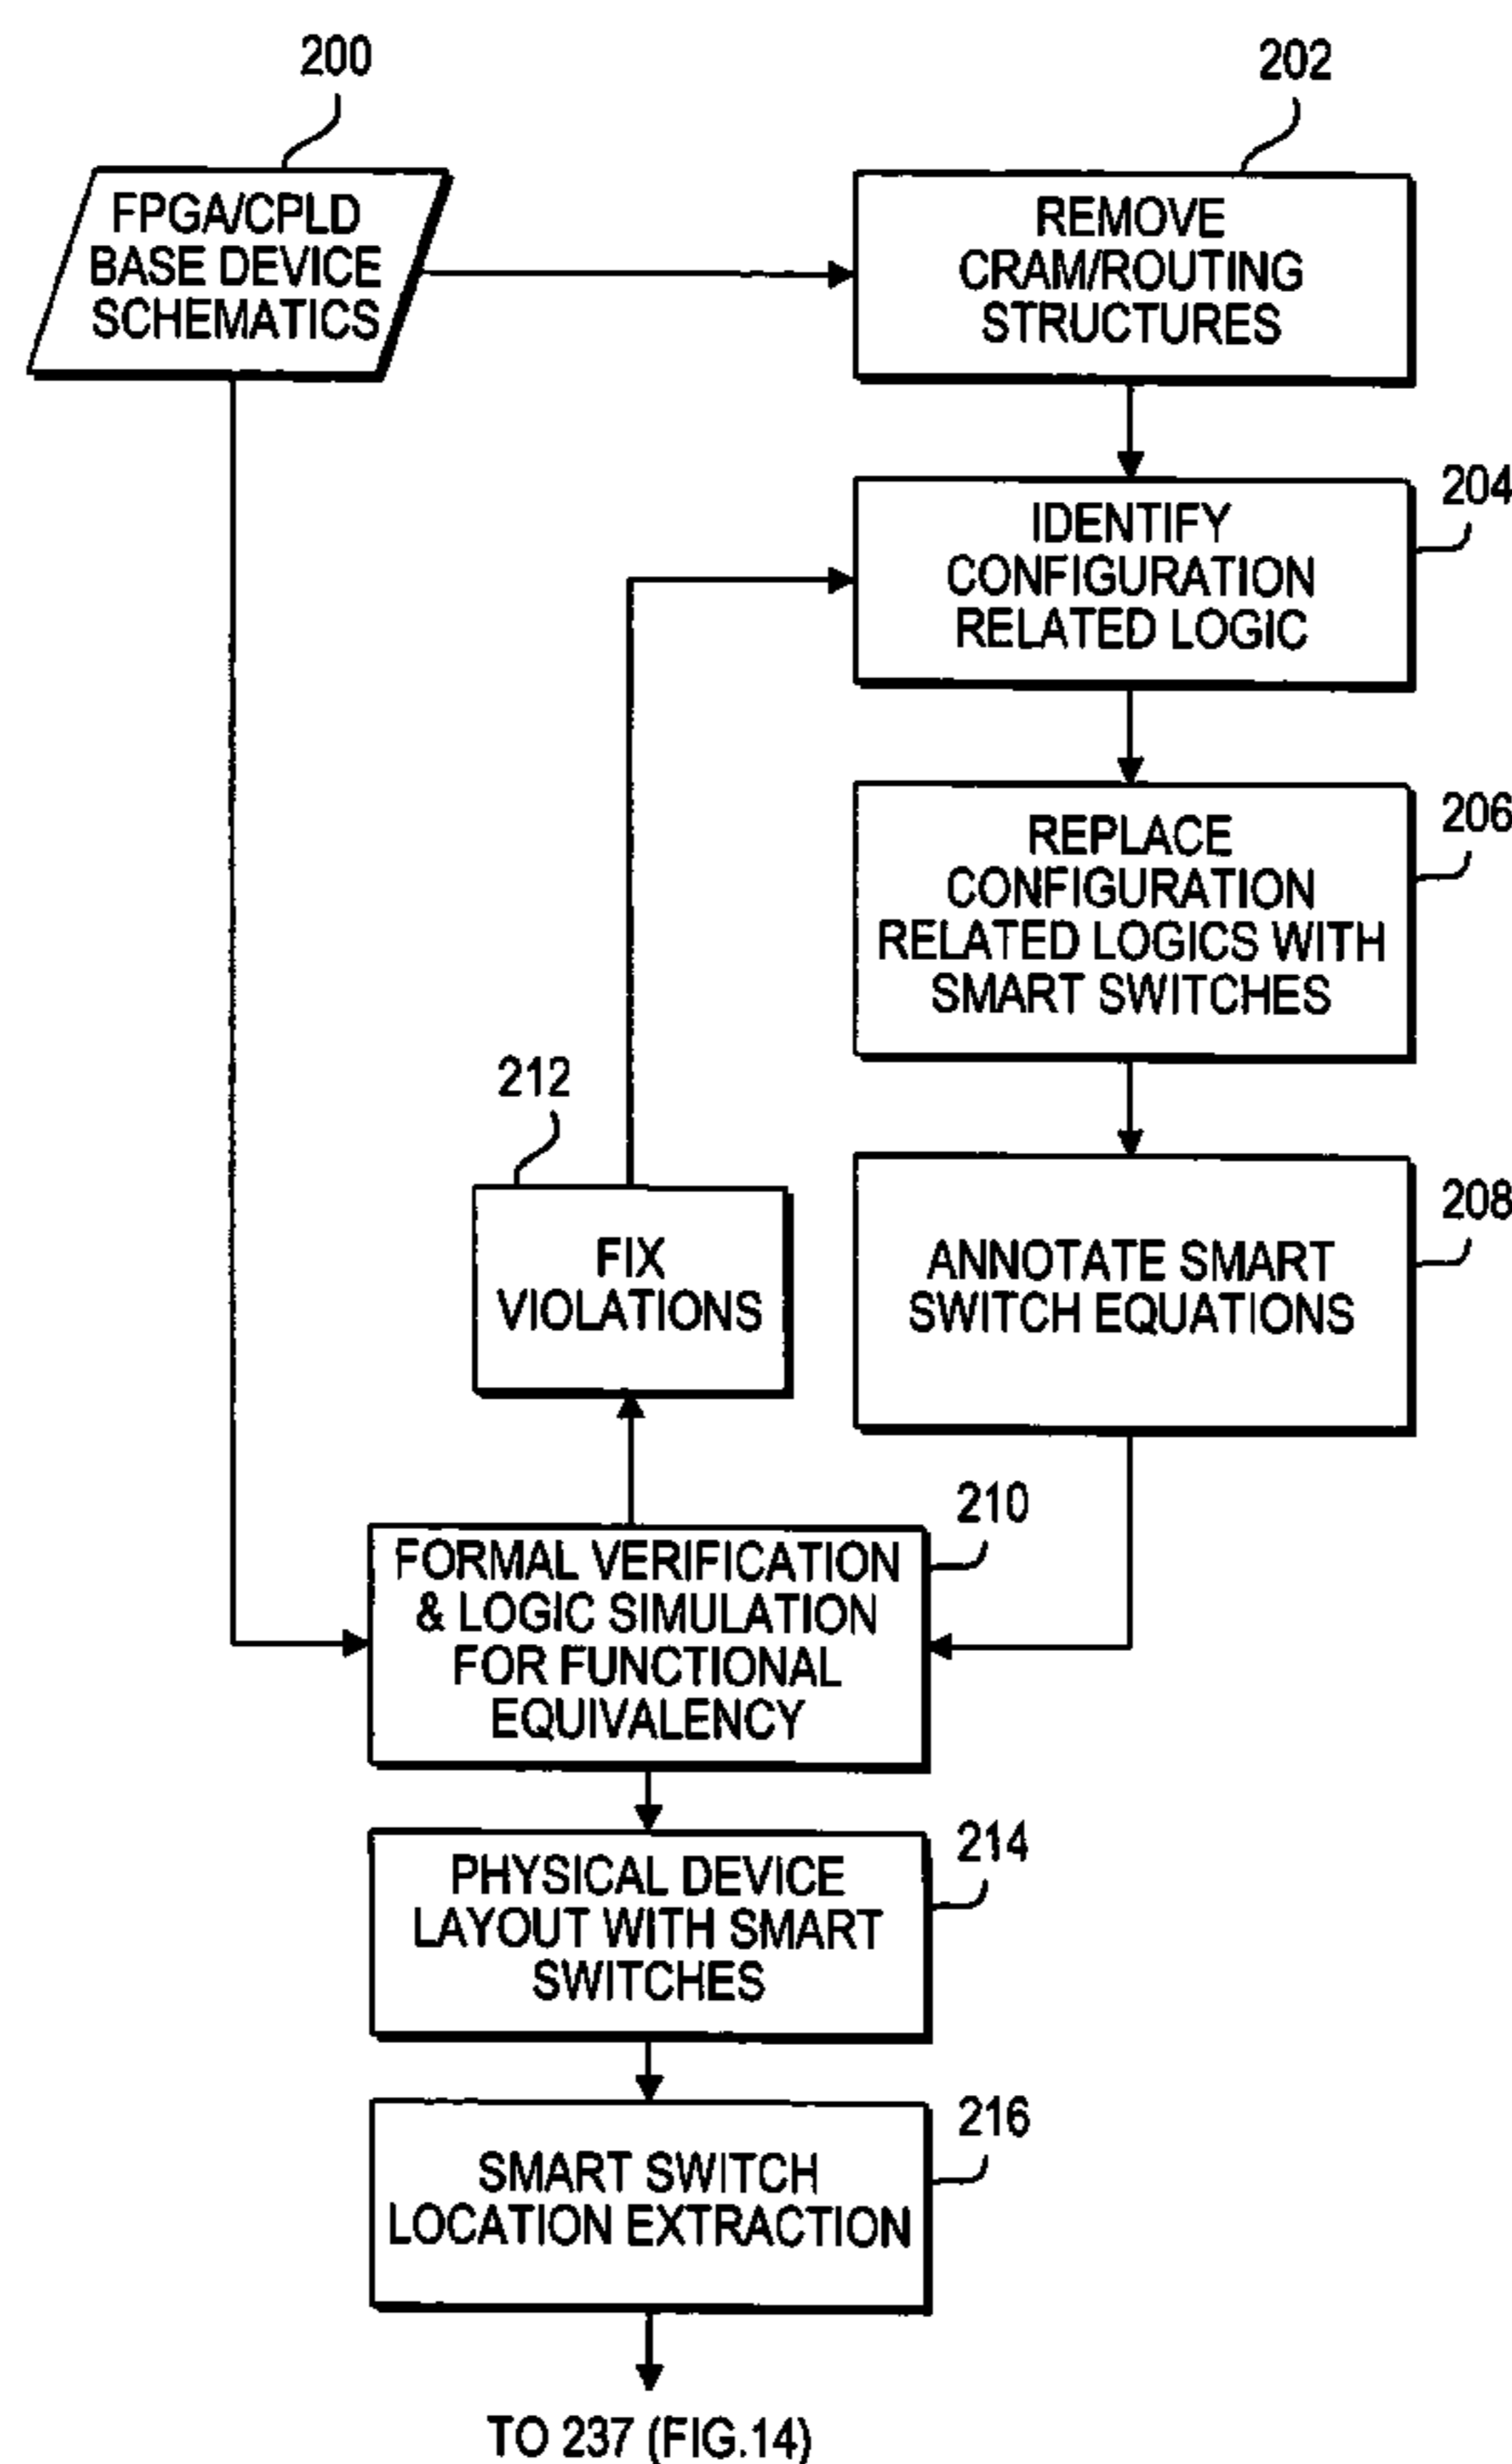 200
FPGA/CPLD
BASE DEVICE
SCHEMATICS
202
REMOVE
CRAM/ROUTING
STRUCTURES
204
IDENTIFY
CONFIGURATION
RELATED LOGIC
206
REPLACE
CONFIGURATION
RELATED LOGICS WITH
SMART SWITCHES
208
ANNOTATE SMART
SWITCH EQUATIONS
212
FIX
VIOLATIONS
210
FORMAL VERIFICATION
& LOGIC SIMULATION
FOR FUNCTIONAL
EQUIVALENCY
214
PHYSICAL DEVICE
LAYOUT WITH SMART
SWITCHES
216
SMART SWITCH
LOCATION EXTRACTION
TO 237 (FIG.14)